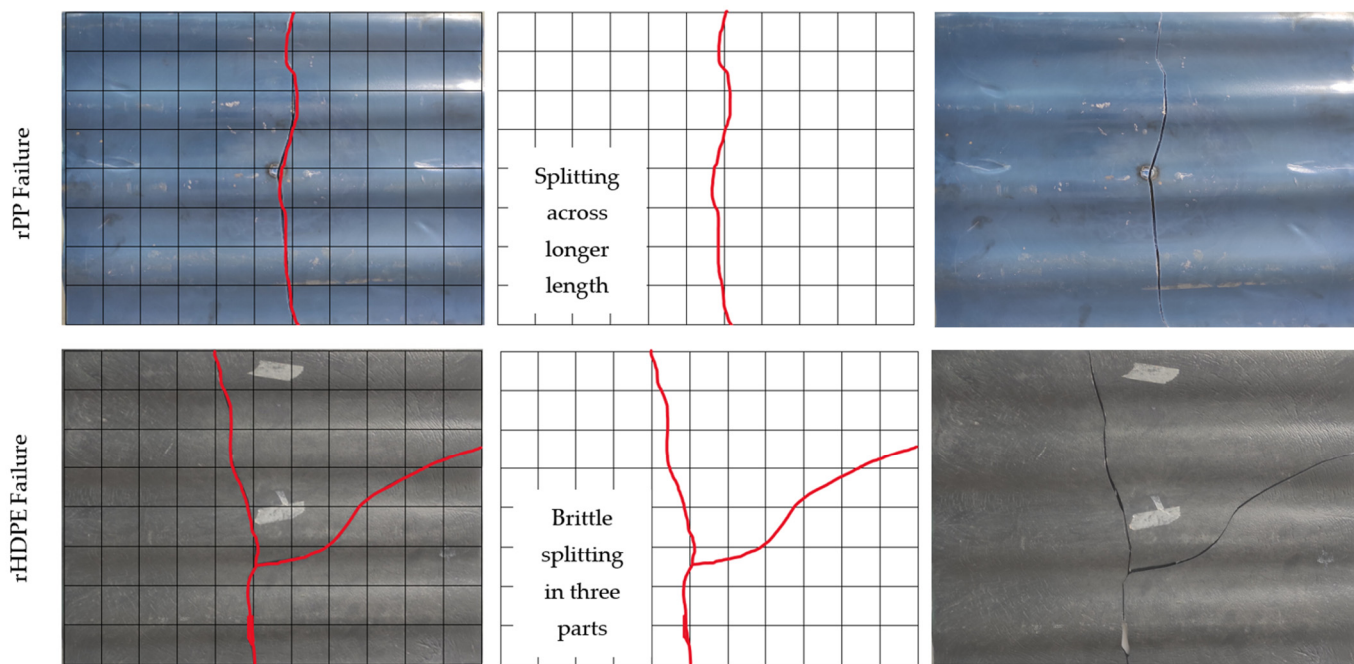 rPP Failure
Splitting
across
longer
length
rHDPE Failure
Brittle
splitting
in three
parts